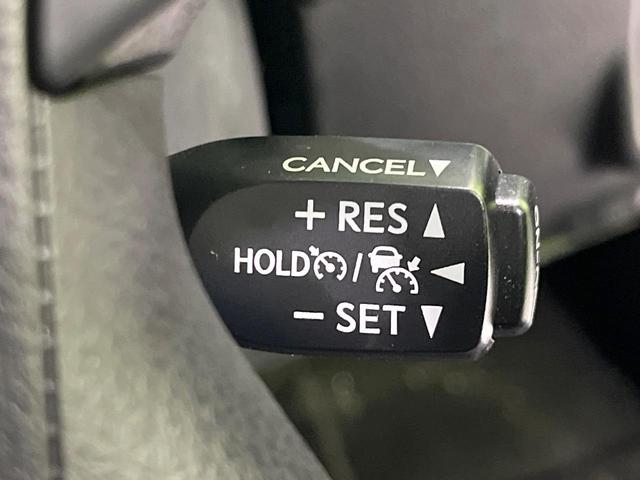 CANCEL▼
+ RES ▲
HOLD / ◀
− SET ▼